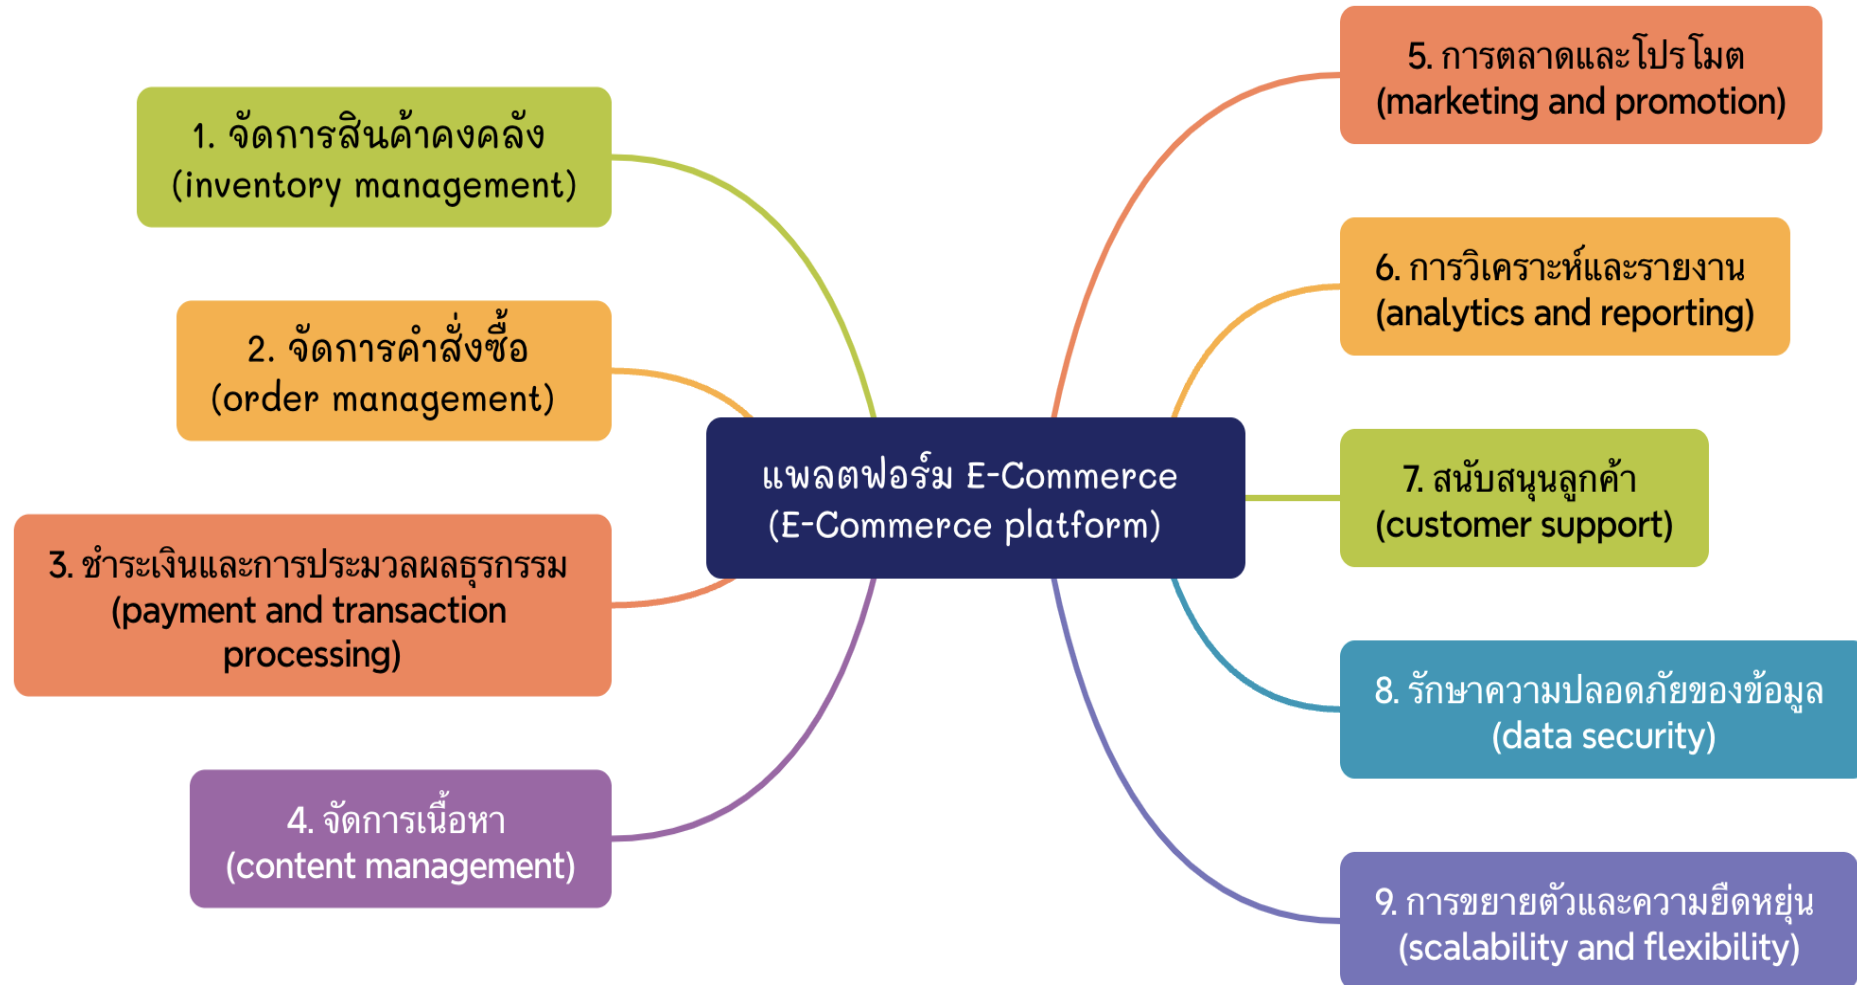 1. จัดการสินค้าคงคลัง
(inventory management)
2. จัดการคำสั่งซื้อ
(order management)
3. ชำระเงินและการประมวลผลธุรกรรม
(payment and transaction
processing)
4. จัดการเนื้อหา
(content management)
แพลตฟอร์ม E-Commerce
(E-Commerce platform)
5. การตลาดและโปรโมต
(marketing and promotion)
6. การวิเคราะห์และรายงาน
(analytics and reporting)
7. สนับสนุนลูกค้า
(customer support)
8. รักษาความปลอดภัยของข้อมูล
(data security)
9. การขยายตัวและความยืดหยุ่น
(scalability and flexibility)